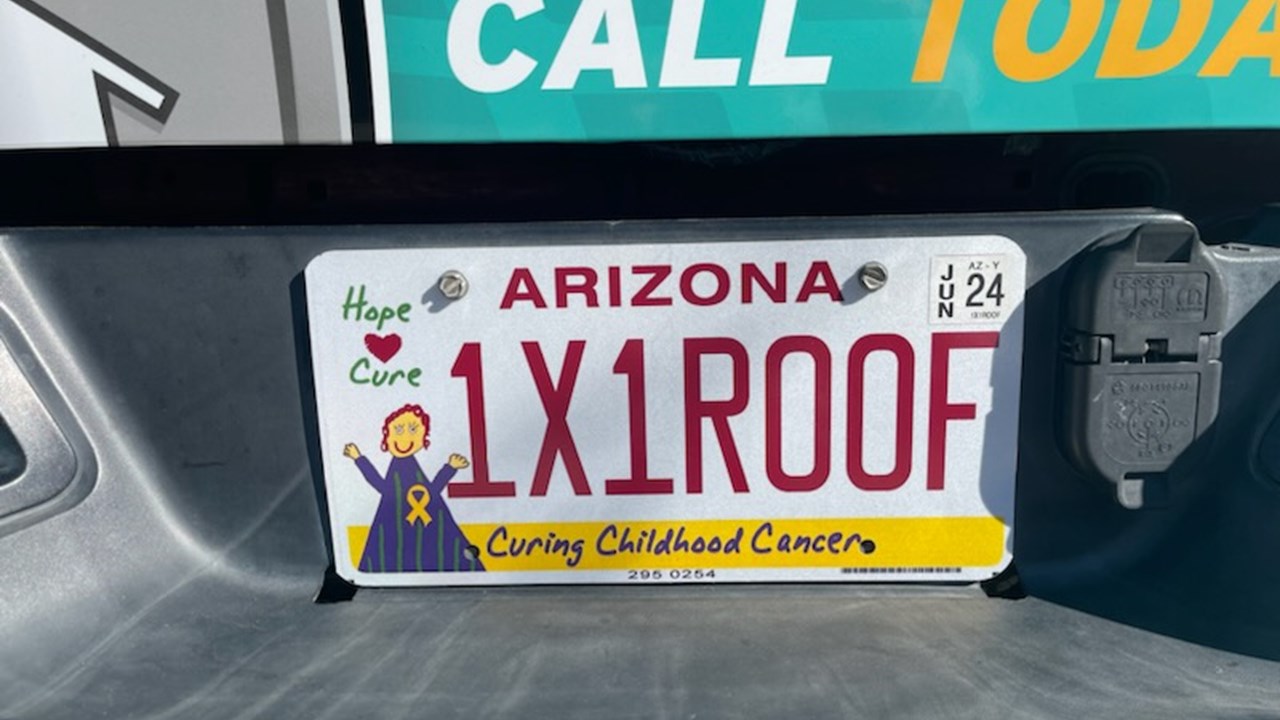 CALL TODA
ARIZONA
Hope
Cure
JUN
AZ-Y
24
1X1ROOF
1X1ROOF
Curing Childhood Cancer
295 0254